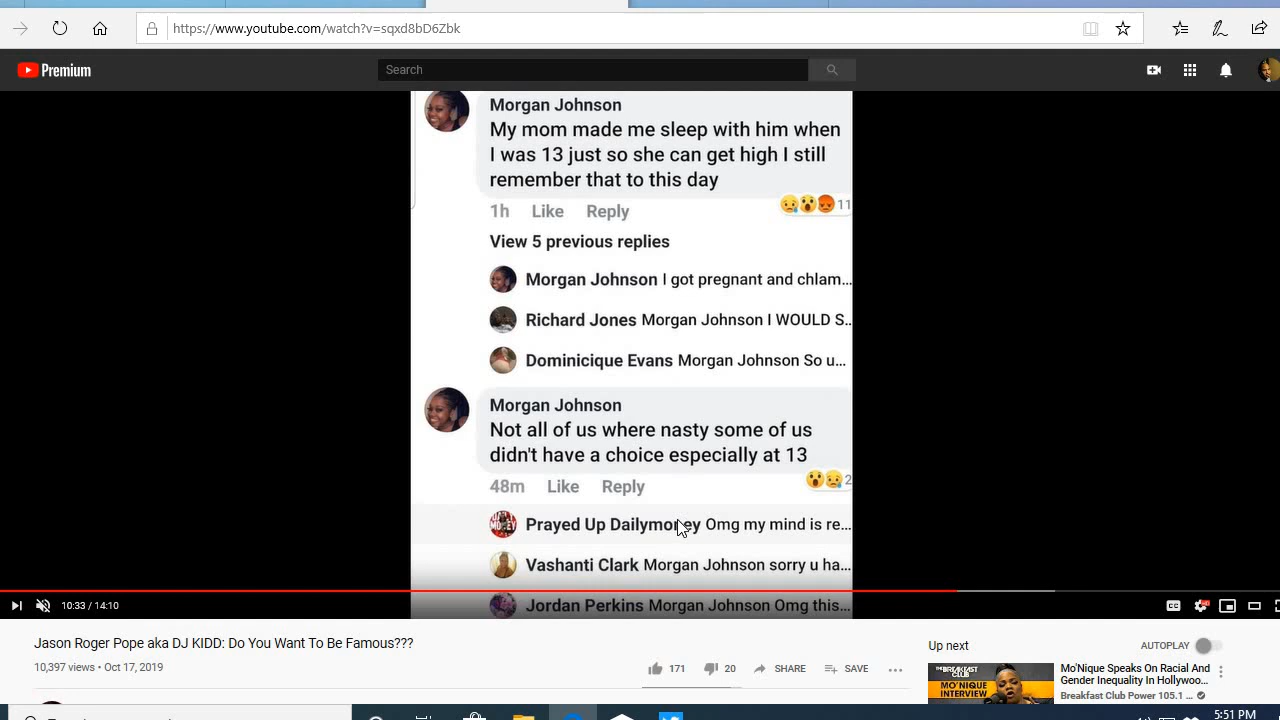 https://www.youtube.com/watch?v=sqxd8bD6Zbk
Premium
Search
Morgan Johnson
My mom made me sleep with him when
I was 13 just so she can get high I still
remember that to this day
1h Like Reply 11
View 5 previous replies
Morgan Johnson I got pregnant and chlam...
Richard Jones Morgan Johnson I WOULD S...
Dominicique Evans Morgan Johnson So u...
Morgan Johnson
Not all of us where nasty some of us
didn't have a choice especially at 13
48m Like Reply 2
Prayed Up Dailymoney Omg my mind is re...
Vashanti Clark Morgan Johnson sorry u ha...
Jordan Perkins Morgan Johnson Omg this...
10:33 / 14:10
Jason Roger Pope aka DJ KIDD: Do You Want To Be Famous???
10,397 views • Oct 17, 2019
171 20 SHARE SAVE
Up next
AUTOPLAY
MO'NIQUE
INTERVIEW
Mo'Nique Speaks On Racial And
Gender Inequality In Hollywoo...
Breakfast Club Power 105.1 ...
5:51 PM